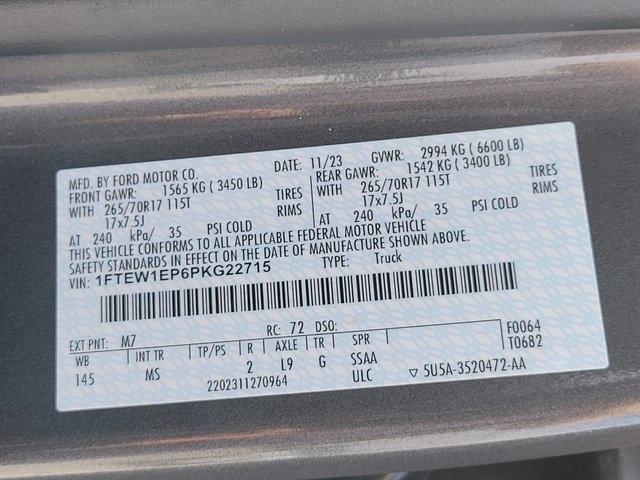 MFD. BY FORD MOTOR CO. DATE: 11/23 GVWR: 2994 KG ( 6600 LB)
FRONT GAWR: 1565 KG ( 3450 LB) REAR GAWR: 1542 KG ( 3400 LB)
WITH 265/70R17 115T TIRES WITH 265/70R17 115T TIRES
17x7.5J RIMS 17x7.5J RIMS
AT 240 kPa/ 35 PSI COLD AT 240 kPa/ 35 PSI COLD
THIS VEHICLE CONFORMS TO ALL APPLICABLE FEDERAL MOTOR VEHICLE
SAFETY STANDARDS IN EFFECT ON THE DATE OF MANUFACTURE SHOWN ABOVE.
VIN: 1FTEW1EP6PKG22715 TYPE: Truck
EXT PNT: M7 RC: 72 DSO: F0064
WB INT TR TP/PS R AXLE TR SPR T0682
145 MS 2 L9 G SSAA
2202311270964 ULC ▽ 5U5A-3520472-AA